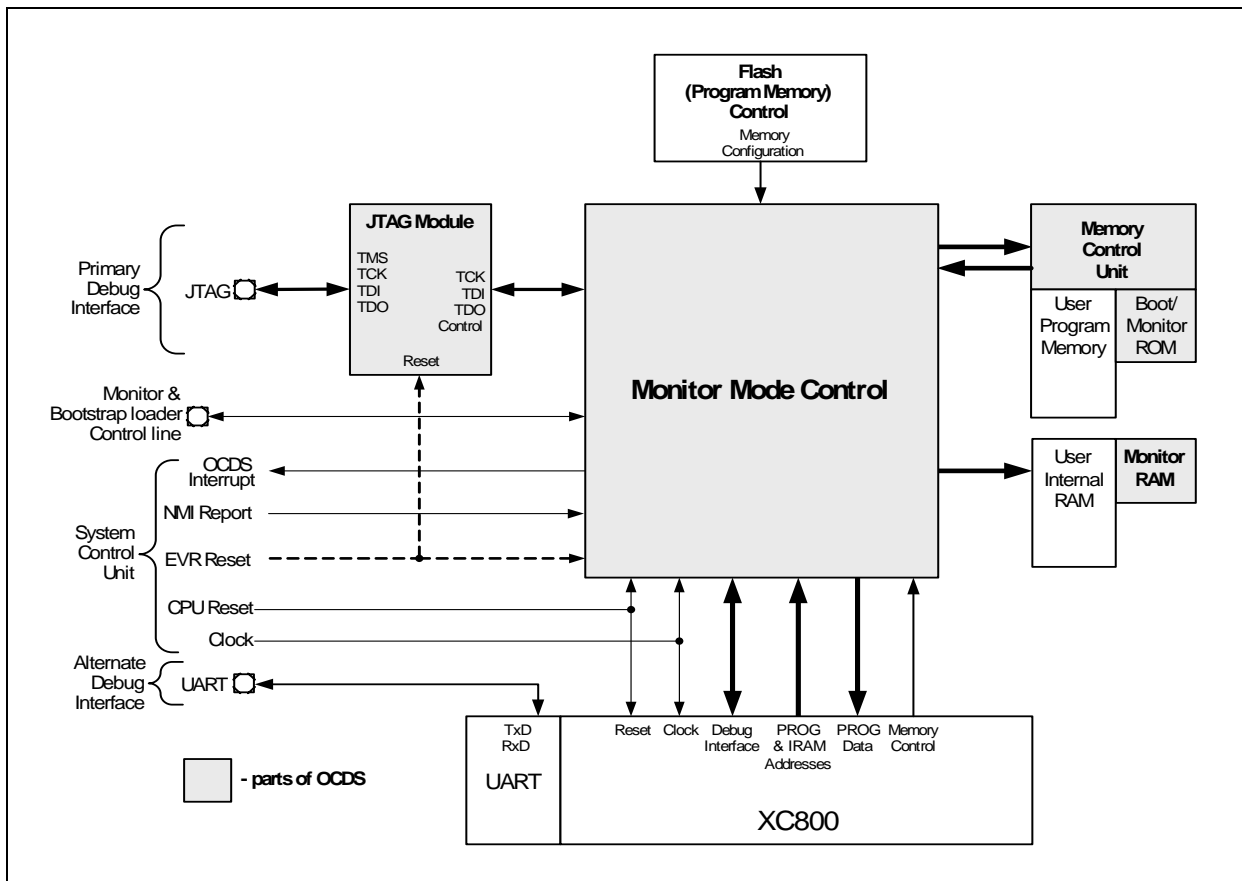 Flash
(Program Memory)
Control
Memory
Configuration
JTAG Module
TMS
TCK
TDI
TDO
TCK
TDI
TDO
Control
Reset
Primary
Debug
Interface
JTAG
Monitor Mode Control
Memory
Control
Unit
User
Program
Memory
Boot/
Monitor
ROM
Monitor &
Bootstrap loader
Control line
User
Internal
RAM
Monitor
RAM
System
Control
Unit
OCDS
Interrupt
NMI Report
EVR Reset
CPU Reset
Clock
Alternate
Debug
Interface
UART
TxD
RxD
UART
Reset
Clock
Debug
Interface
PROG
& IRAM
Addresses
PROG
Data
Memory
Control
XC800
- parts of OCDS